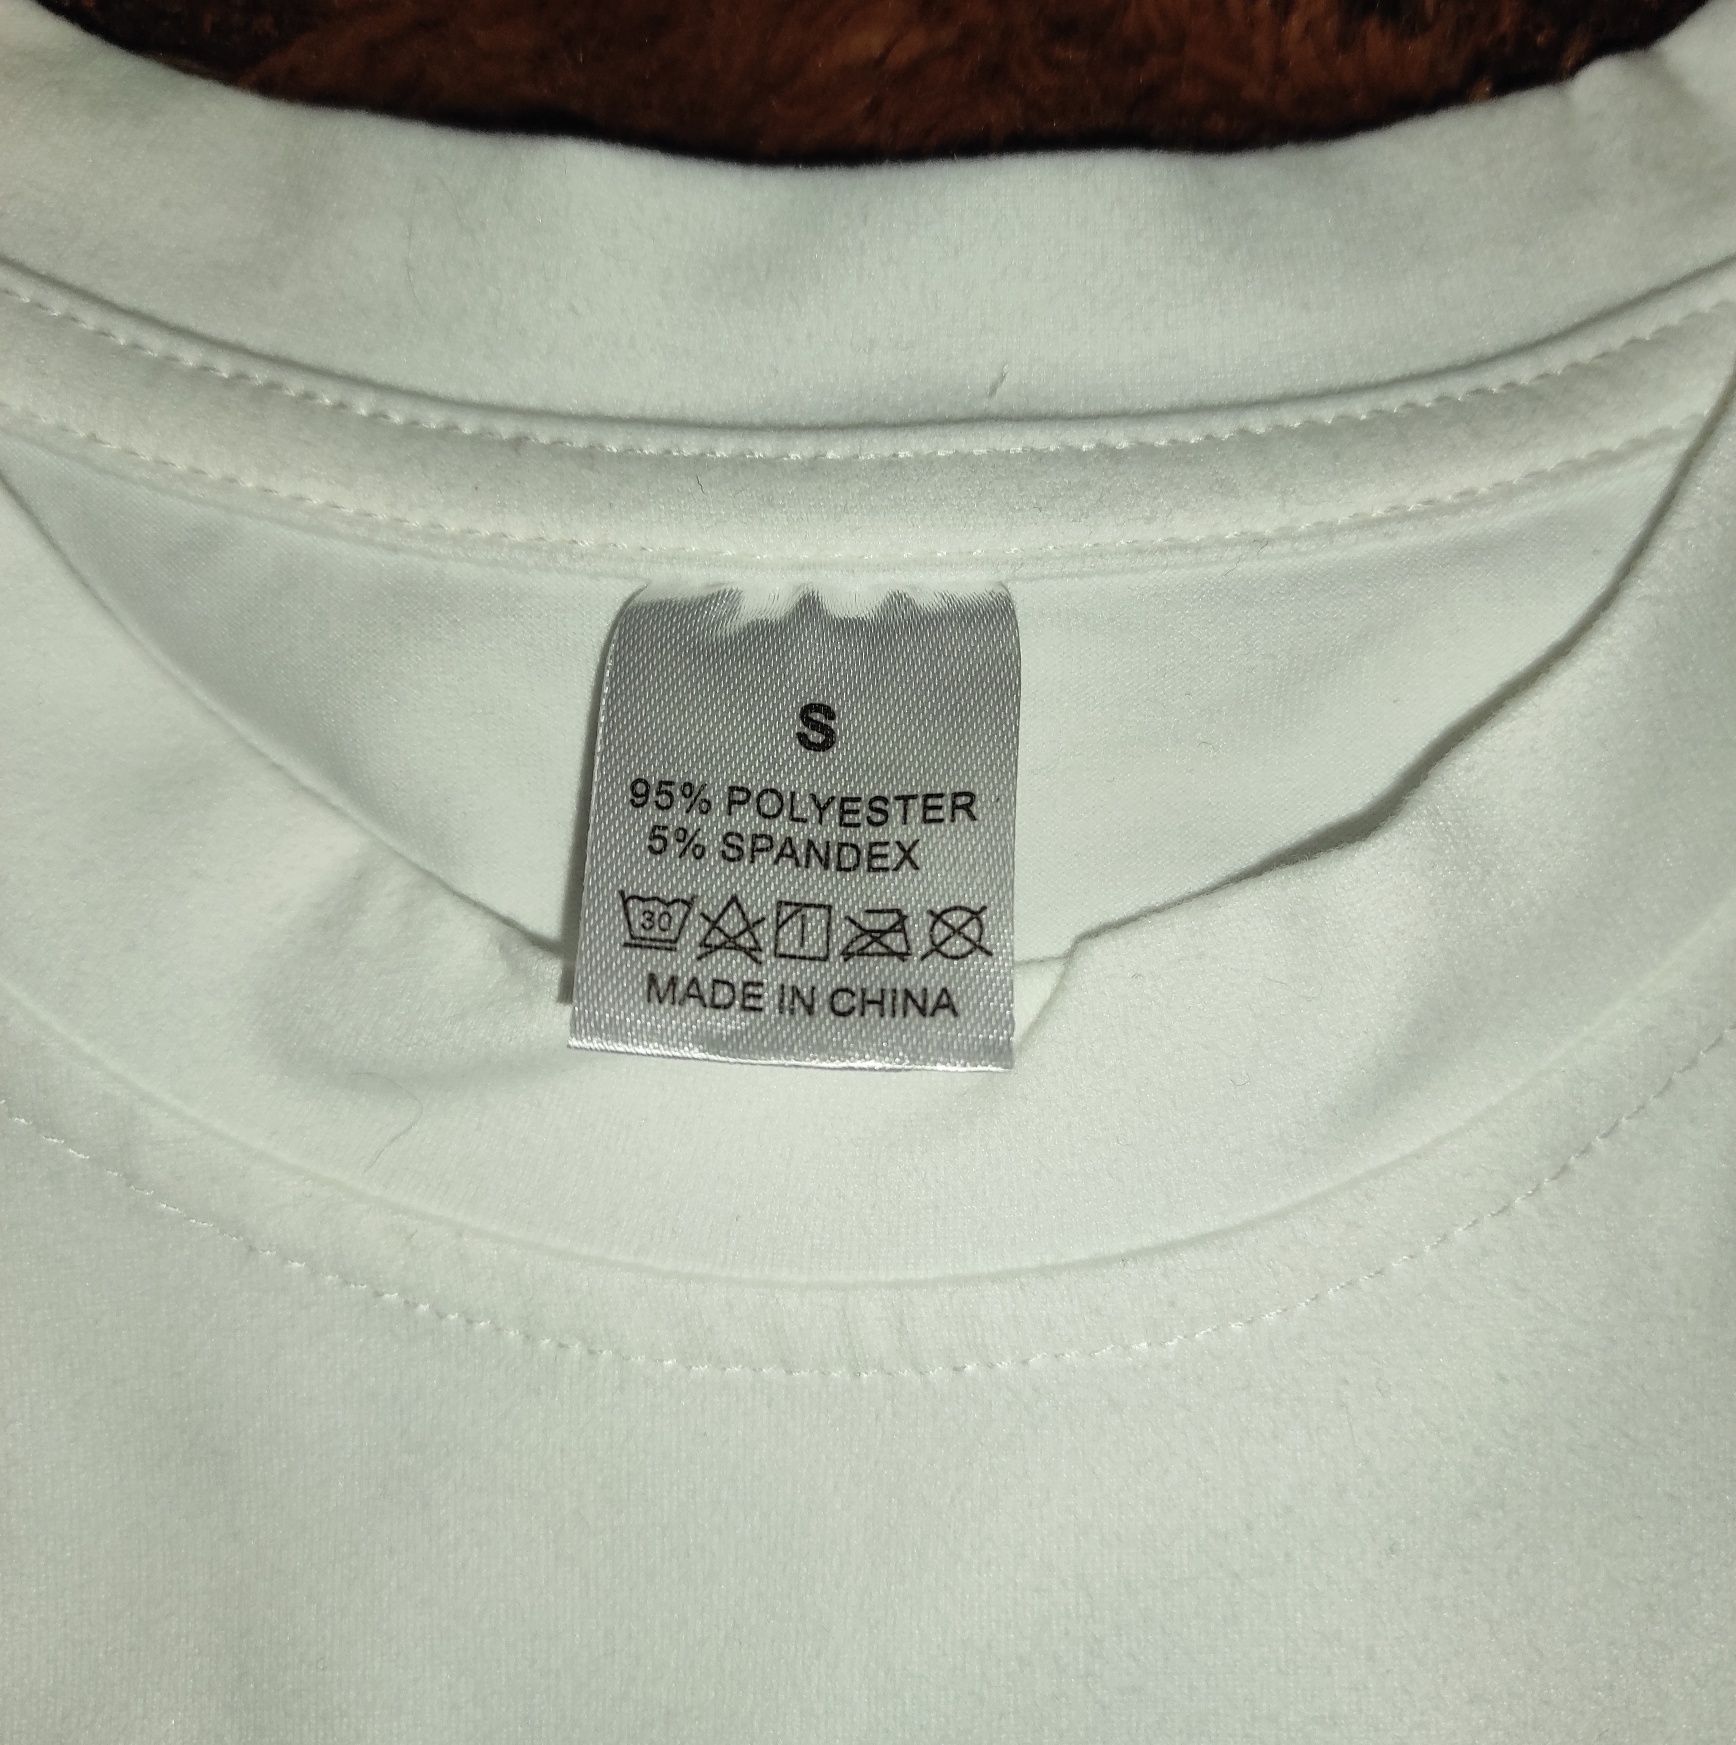 S
95% POLYESTER
5% SPANDEX
30
MADE IN CHINA